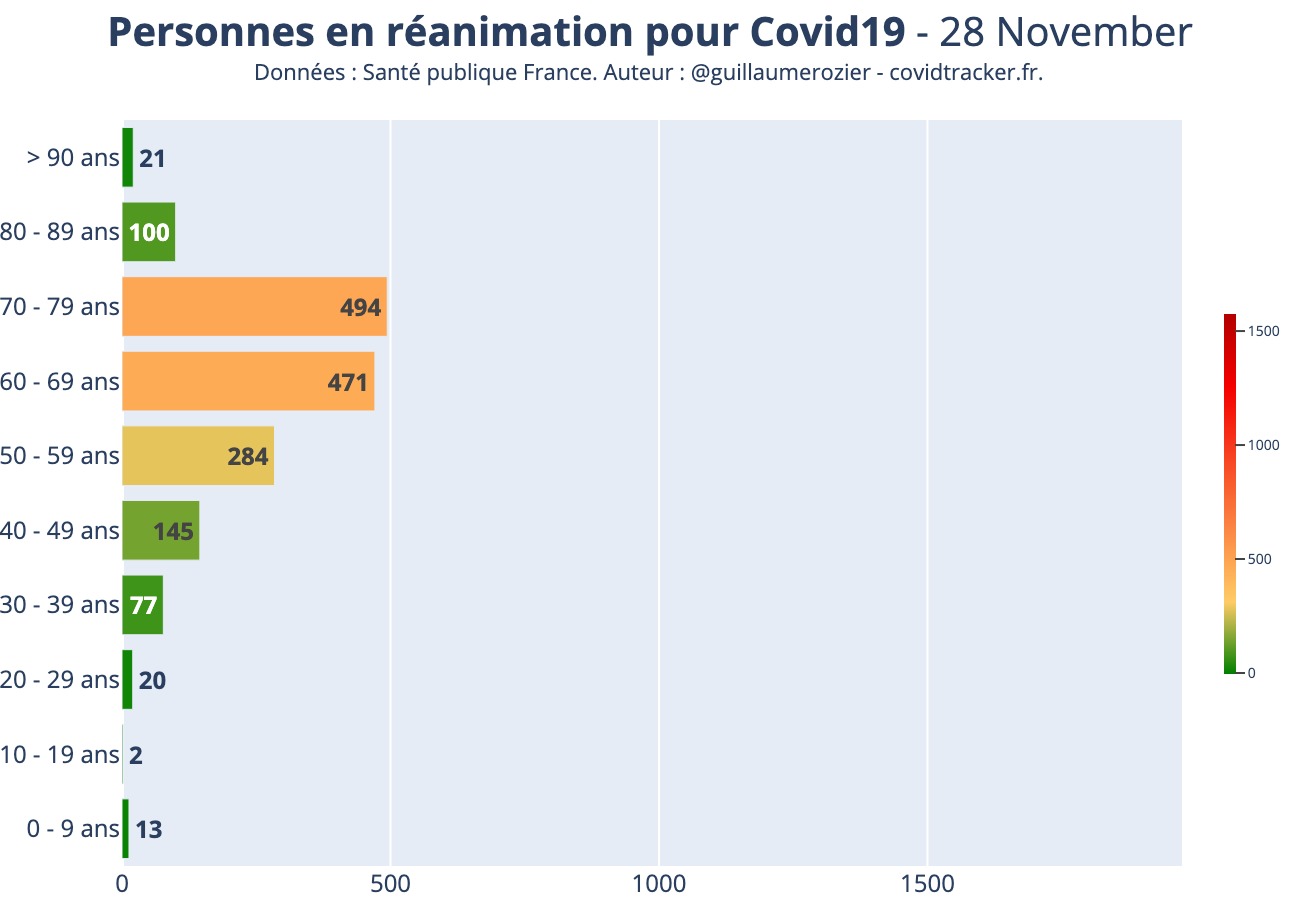 Personnes en réanimation pour Covid19 - 28 November
Données : Santé publique France. Auteur : @guillaumerozier - covidtracker.fr.
> 90 ans 21
80 - 89 ans 100
70 - 79 ans 494
60 - 69 ans 471
50 - 59 ans 284
40 - 49 ans 145
30 - 39 ans 77
20 - 29 ans 20
10 - 19 ans 2
0 - 9 ans 13
0 500 1000 1500
1500
1000
500
0